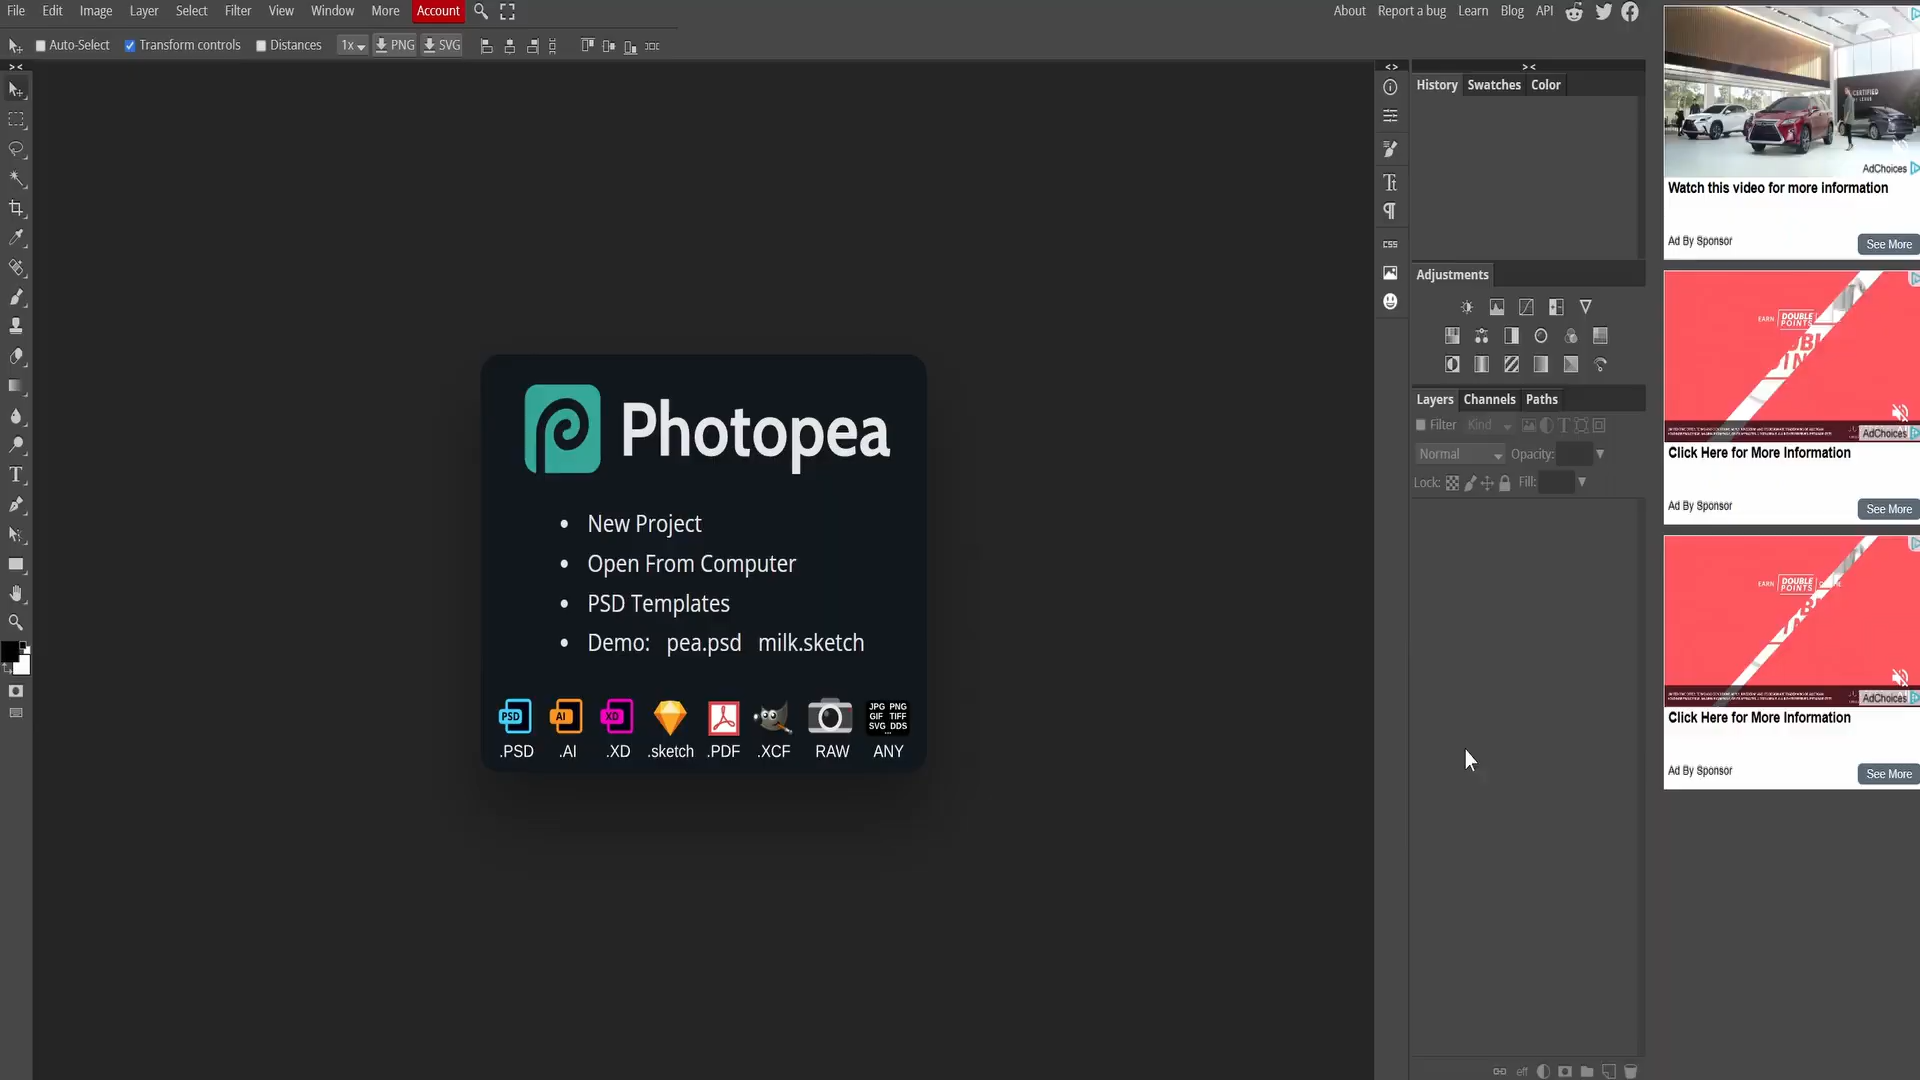 File Edit Image Layer Select Filter View Window More Account
About Report a bug Learn Blog API
Auto-Select Transform controls Distances 1x PNG SVG
> <
< >
> <
History Swatches Color
CSS
Adjustments
Layers Channels Paths
Filter Kind
Normal Opacity:
Lock: Fill:
eff
Photopea
New Project
Open From Computer
PSD Templates
Demo: pea.psd milk.sketch
PSD AI XD
JPG PNG
GIF TIFF
SVG DDS
...
.PSD .AI .XD .sketch .PDF .XCF RAW ANY
CERTIFIED
AdChoices
Watch this video for more information
Ad By Sponsor
See More
EARN DOUBLE
POINTS
AdChoices
Click Here for More Information
Ad By Sponsor
See More
EARN DOUBLE
POINTS
AdChoices
Click Here for More Information
Ad By Sponsor
See More